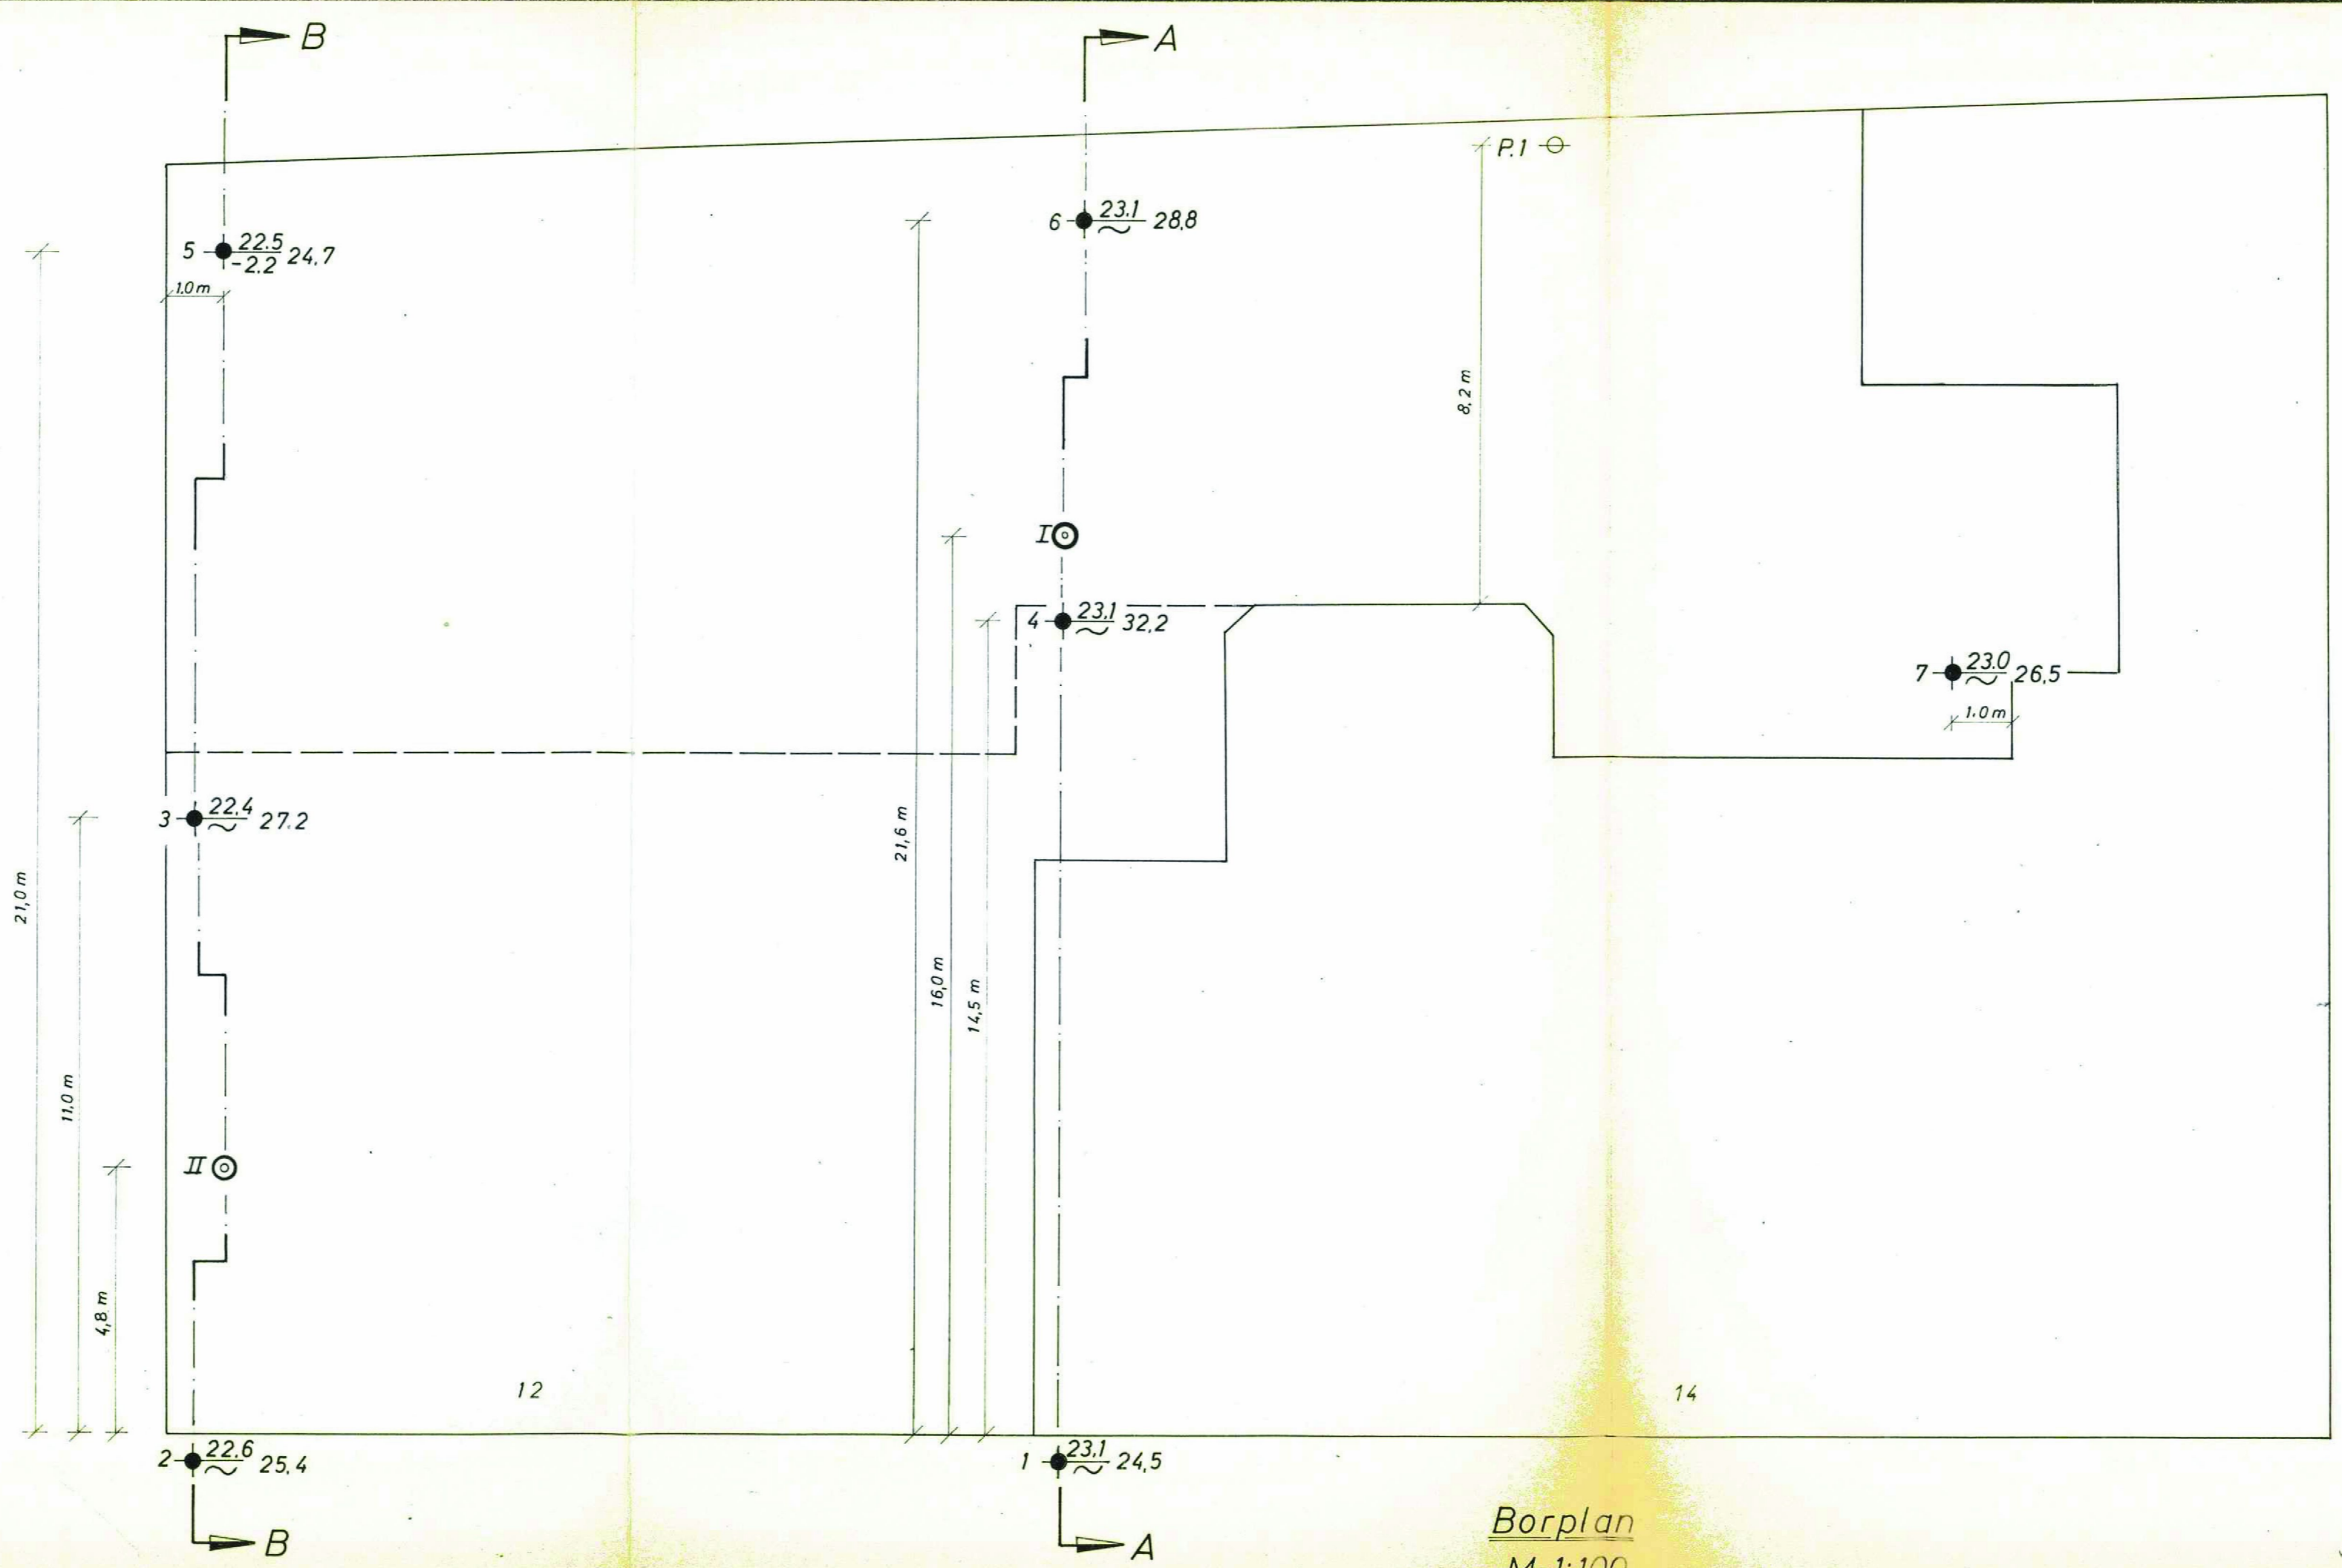 B
A
P.1
6 23.1 28,8
5 22.5 24.7
-2.2
1.0 m
8,2 m
I
4 23.1 32,2
7 23.0 26,5
1.0 m
3 22.4 27.2
21,6 m
21,0 m
16,0 m
14,5 m
11,0 m
II
4,8 m
12
14
2 22.6 25.4
1 23.1 24,5
Borplan
B
A
M 1:100